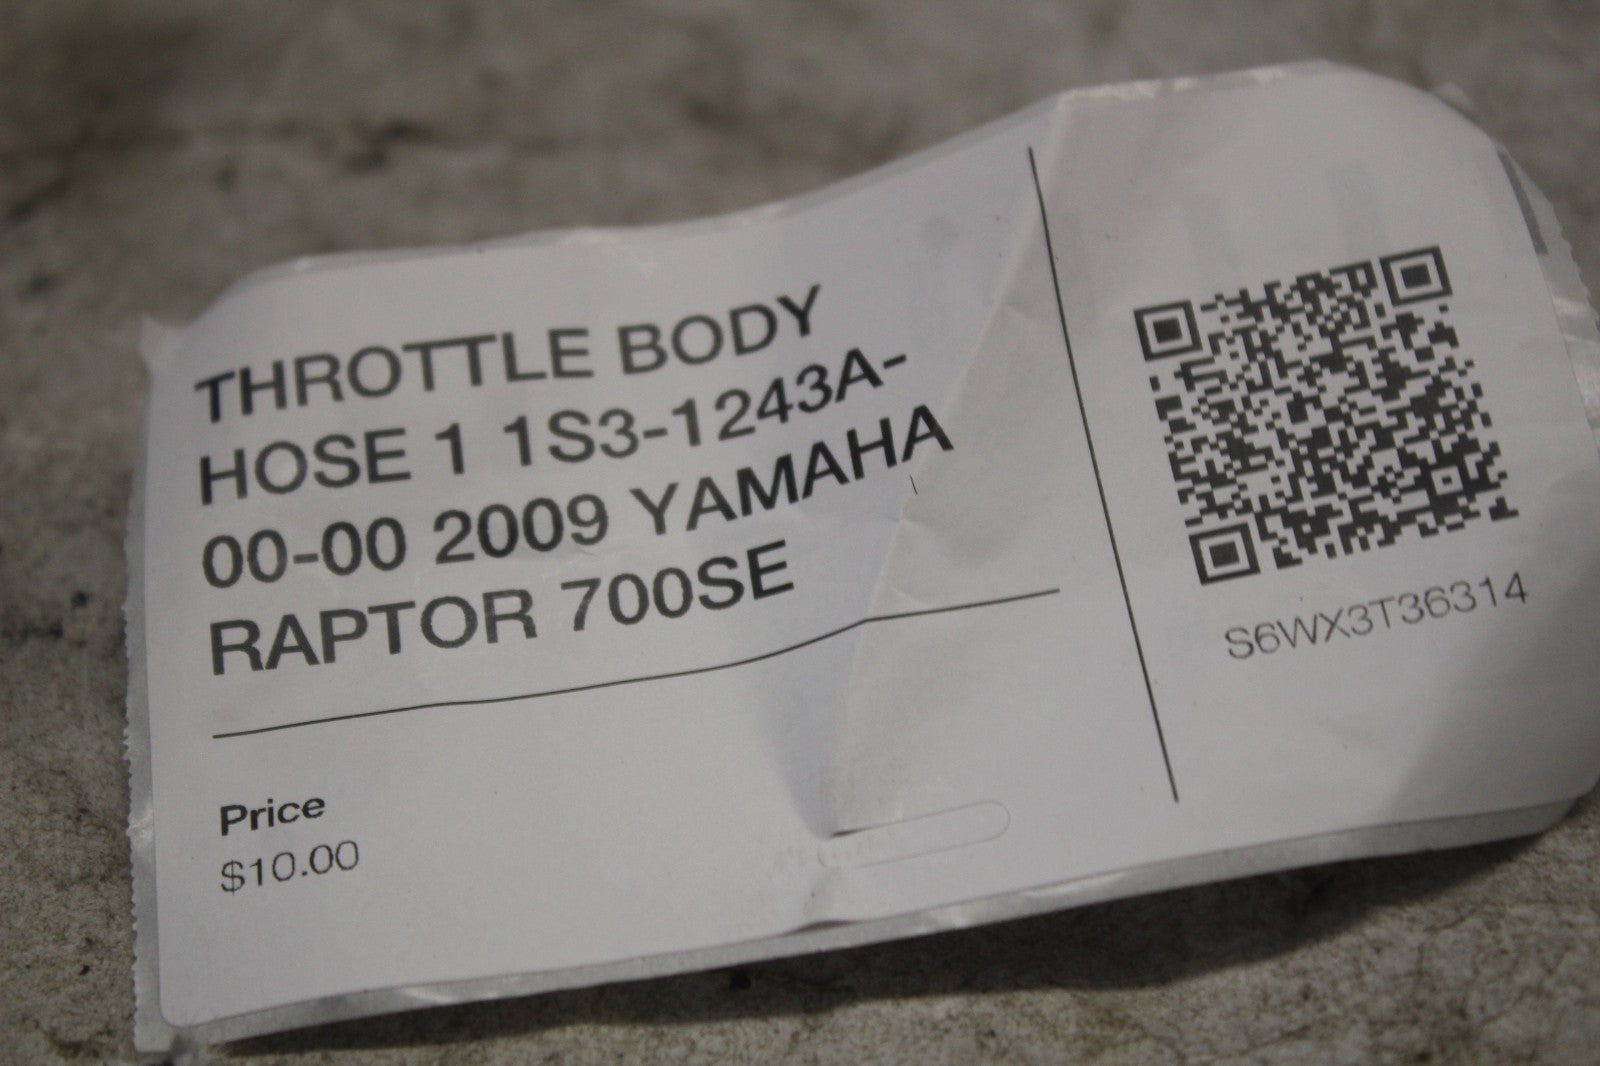 THROTTLE BODY
HOSE 1 1S3-1243A-
00-00 2009 YAMAHA
RAPTOR 700SE
Price
$10.00
S6WX3T36314